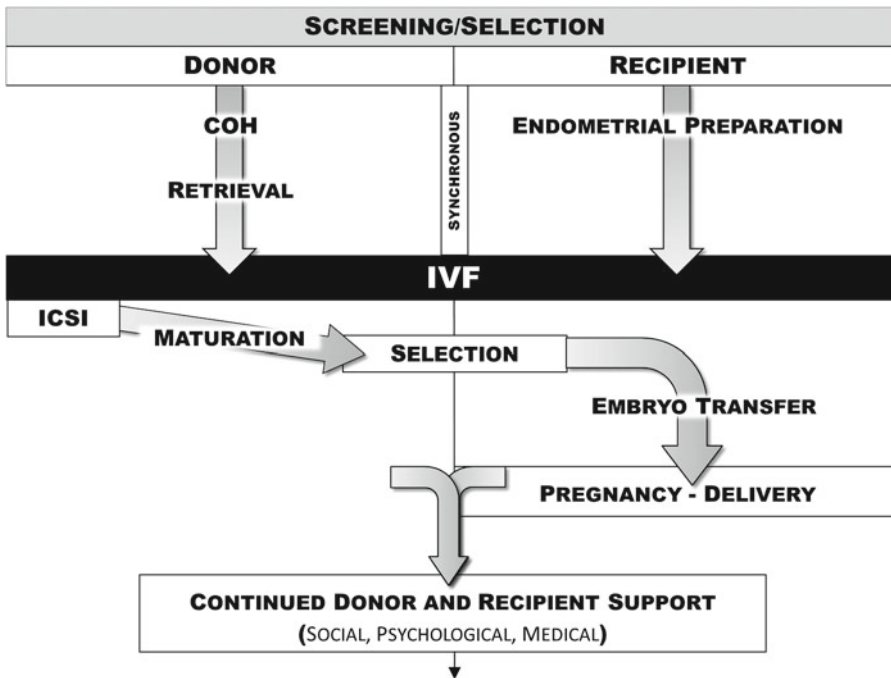 SCREENING/SELECTION
DONOR
RECIPIENT
COH
RETRIEVAL
SYNCHRONOUS
ENDOMETRIAL PREPARATION
IVF
ICSI
MATURATION
SELECTION
EMBRYO TRANSFER
PREGNANCY - DELIVERY
CONTINUED DONOR AND RECIPIENT SUPPORT
(SOCIAL, PSYCHOLOGICAL, MEDICAL)